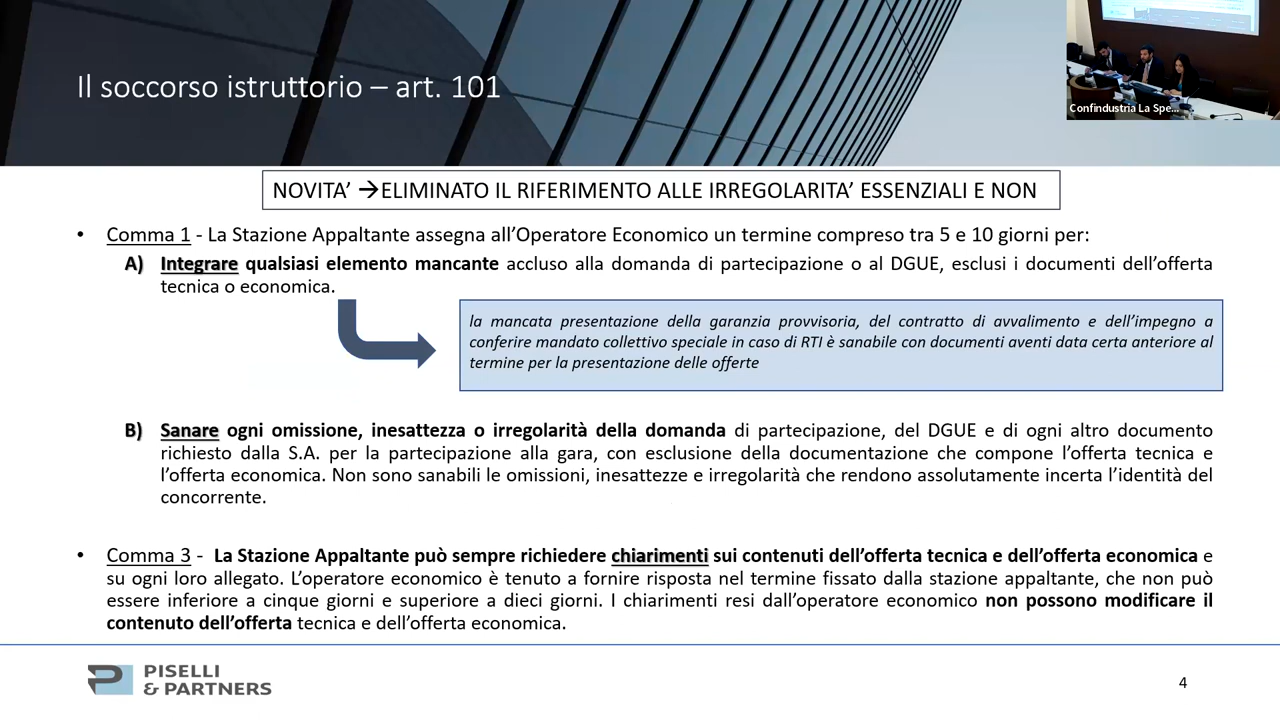 Il soccorso istruttorio – art. 101
Confindustria La Spe...
NOVITA’ →ELIMINATO IL RIFERIMENTO ALLE IRREGOLARITA’ ESSENZIALI E NON
• Comma 1 - La Stazione Appaltante assegna all’Operatore Economico un termine compreso tra 5 e 10 giorni per:
A) Integrare qualsiasi elemento mancante accluso alla domanda di partecipazione o al DGUE, esclusi i documenti dell’offerta
tecnica o economica.
la mancata presentazione della garanzia provvisoria, del contratto di avvalimento e dell’impegno a
conferire mandato collettivo speciale in caso di RTI è sanabile con documenti aventi data certa anteriore al
termine per la presentazione delle offerte
B) Sanare ogni omissione, inesattezza o irregolarità della domanda di partecipazione, del DGUE e di ogni altro documento
richiesto dalla S.A. per la partecipazione alla gara, con esclusione della documentazione che compone l’offerta tecnica e
l’offerta economica. Non sono sanabili le omissioni, inesattezze e irregolarità che rendono assolutamente incerta l’identità del
concorrente.
• Comma 3 - La Stazione Appaltante può sempre richiedere chiarimenti sui contenuti dell’offerta tecnica e dell’offerta economica e
su ogni loro allegato. L’operatore economico è tenuto a fornire risposta nel termine fissato dalla stazione appaltante, che non può
essere inferiore a cinque giorni e superiore a dieci giorni. I chiarimenti resi dall’operatore economico non possono modificare il
contenuto dell’offerta tecnica e dell’offerta economica.
PISELLI
& PARTNERS
4